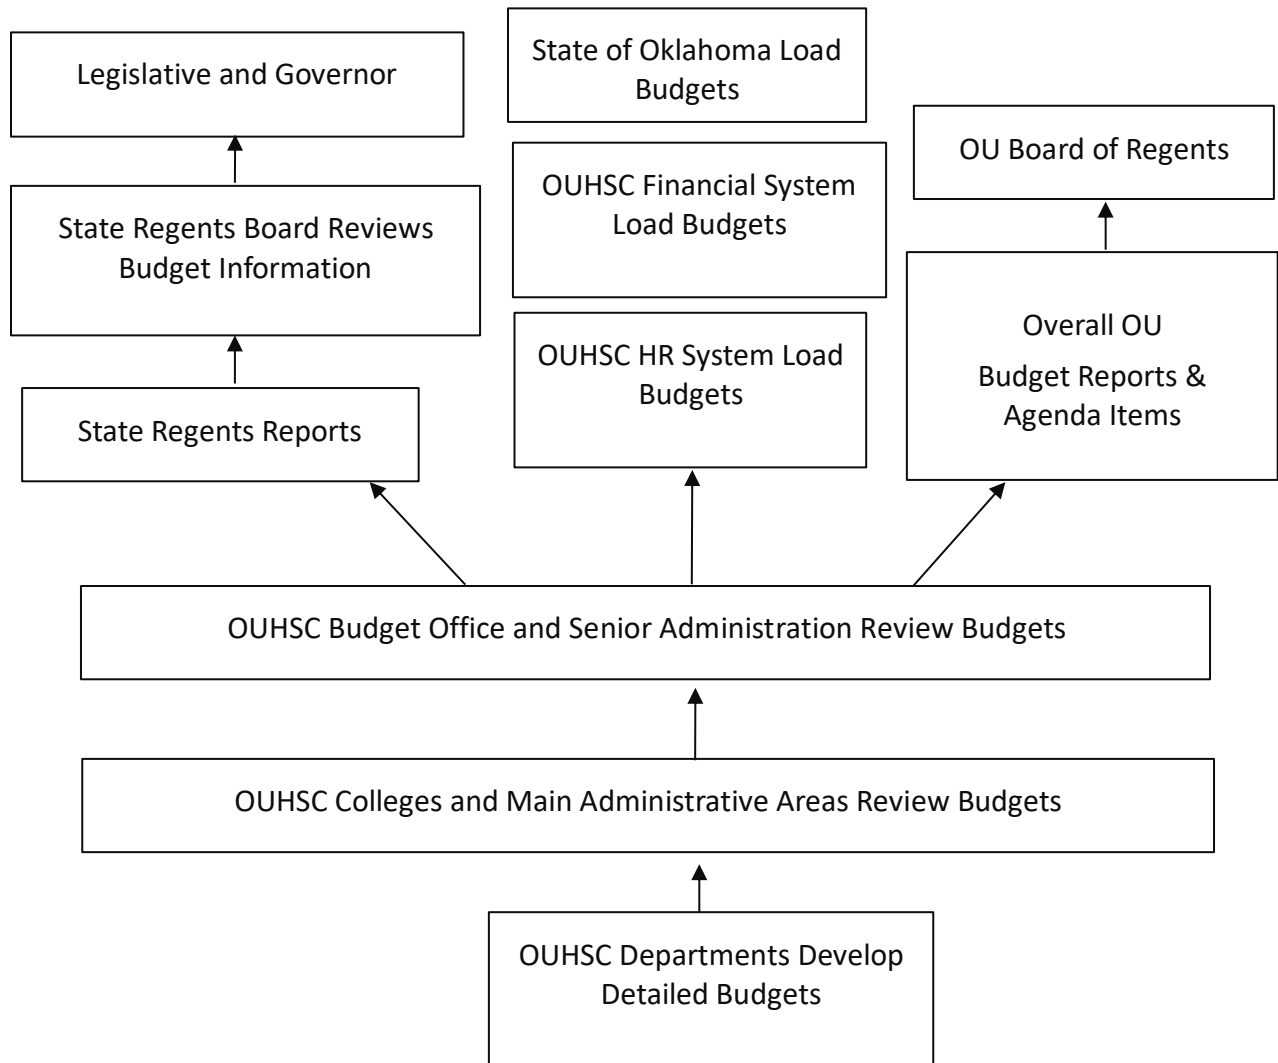 Legislative and Governor
State of Oklahoma Load
Budgets
OU Board of Regents
State Regents Board Reviews
Budget Information
OUHSC Financial System
Load Budgets
Overall OU
Budget Reports &
Agenda Items
OUHSC HR System Load
Budgets
State Regents Reports
OUHSC Budget Office and Senior Administration Review Budgets
OUHSC Colleges and Main Administrative Areas Review Budgets
OUHSC Departments Develop
Detailed Budgets